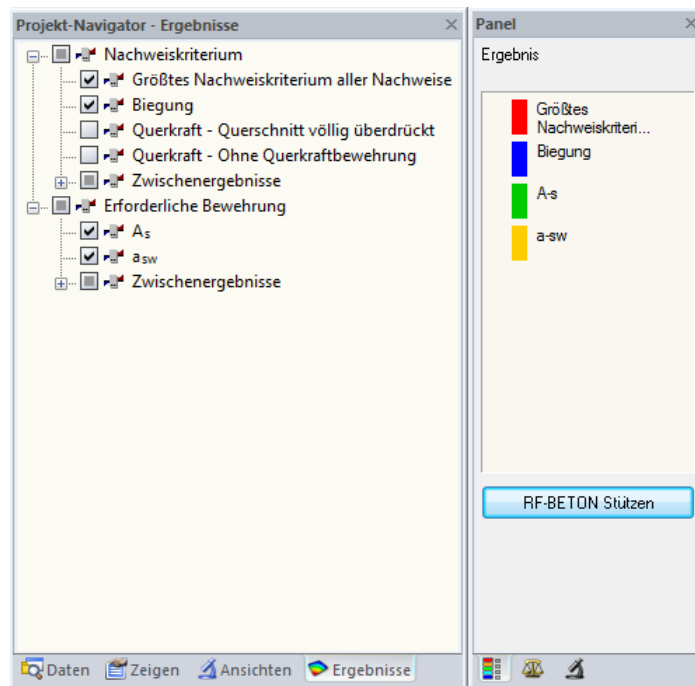 Projekt-Navigator - Ergebnisse
Nachweiskriterium
Größtes Nachweiskriterium aller Nachweise
Biegung
Querkraft - Querschnitt völlig überdrückt
Querkraft - Ohne Querkraftbewehrung
Zwischenergebnisse
Erforderliche Bewehrung
As
asw
Zwischenergebnisse
Daten
Zeigen
Ansichten
Ergebnisse
Panel
Ergebnis
Größtes
Nachweiskriteri...
Biegung
A-s
a-sw
RF-BETON Stützen